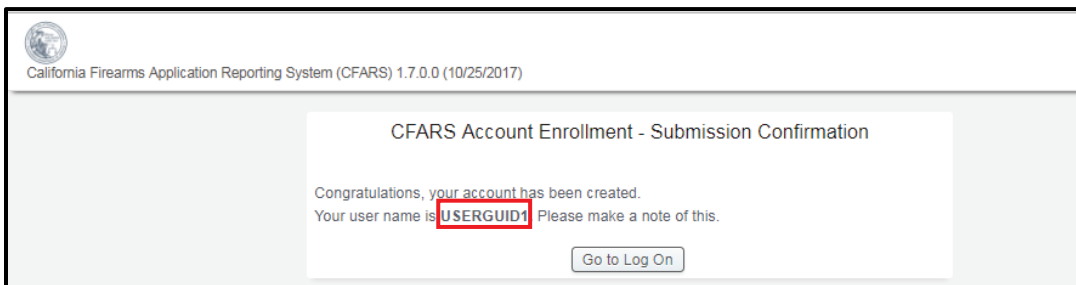 California Firearms Application Reporting System (CFARS) 1.7.0.0 (10/25/2017)
CFARS Account Enrollment - Submission Confirmation
Congratulations, your account has been created.
Your user name is USERGUID1. Please make a note of this.
Go to Log On